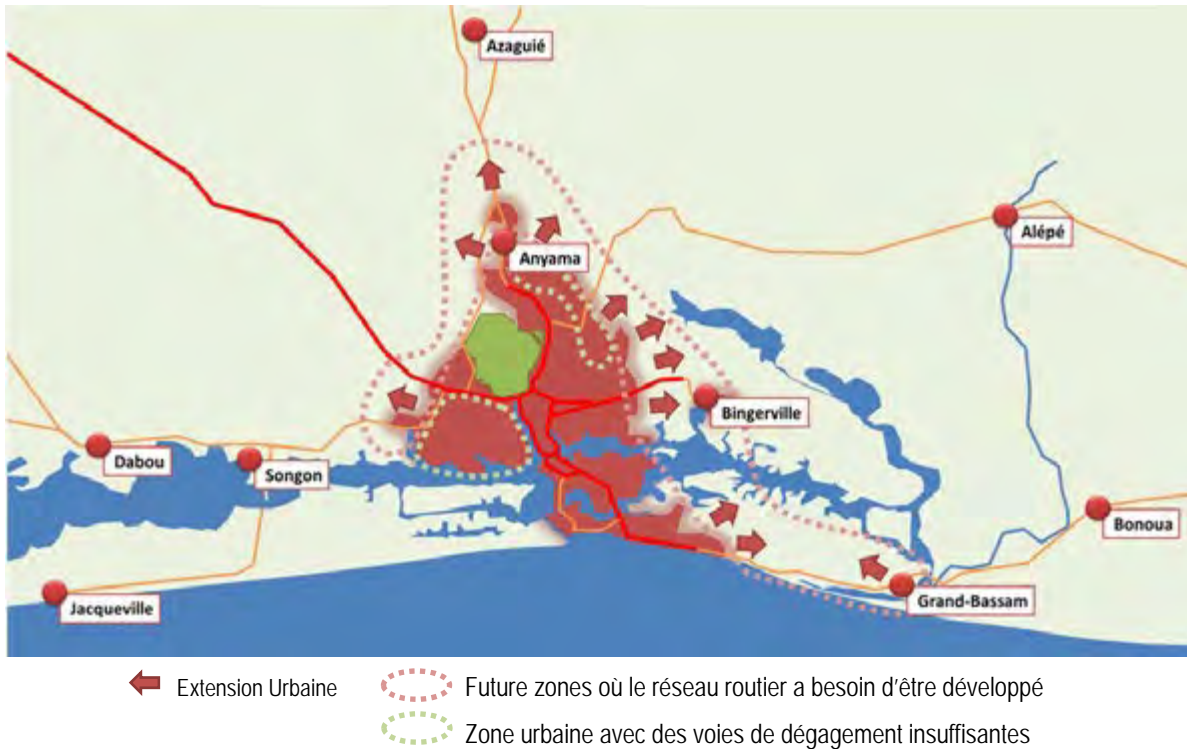 Azaguié
Anyama
Alépé
Bingerville
Dabou
Songon
Bonoua
Jacqueville
Grand-Bassam
Extension Urbaine
Future zones où le réseau routier a besoin d'être développé
Zone urbaine avec des voies de dégagement insuffisantes